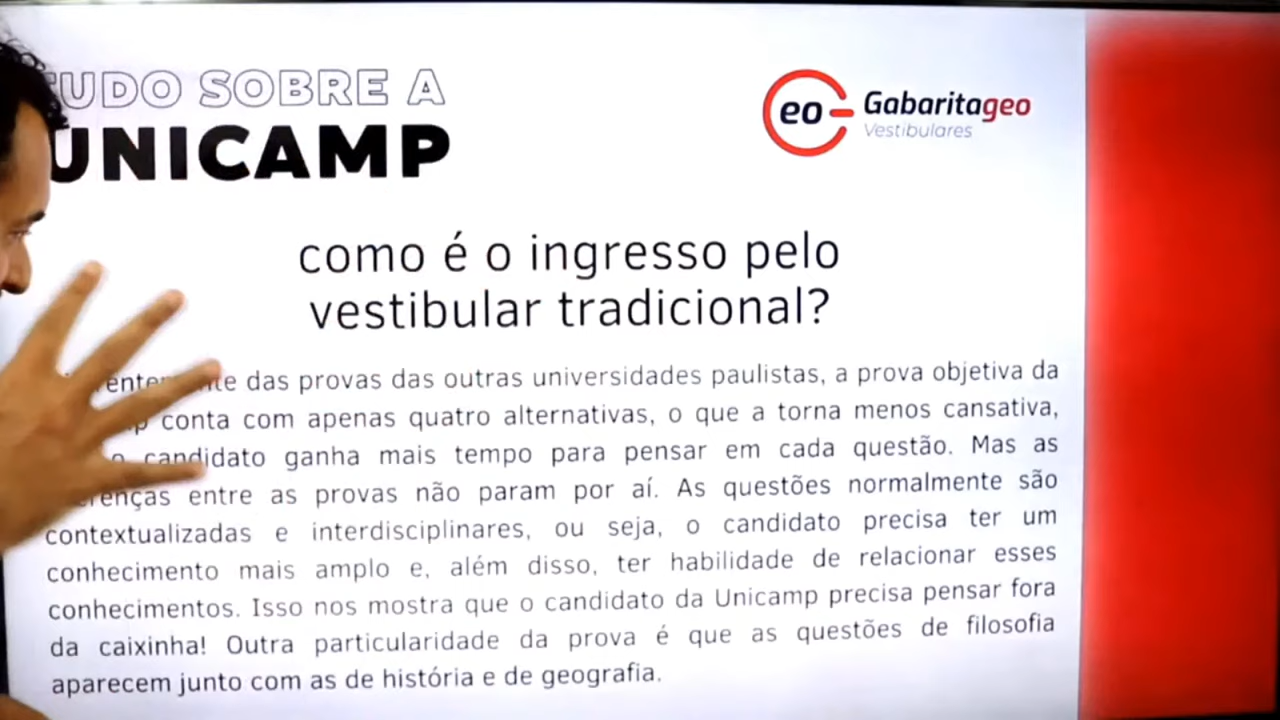 TUDO SOBRE A
UNICAMP
eo
Gabaritageo
Vestibulares
como é o ingresso pelo
vestibular tradicional?
das provas das outras universidades paulistas, a prova objetiva da
conta com apenas quatro alternativas, o que a torna menos cansativa,
o candidato ganha mais tempo para pensar em cada questão. Mas as
entre as provas não param por aí. As questões normalmente são
contextualizadas e interdisciplinares, ou seja, o candidato precisa ter um
conhecimento mais amplo e, além disso, ter habilidade de relacionar esses
conhecimentos. Isso nos mostra que o candidato da Unicamp precisa pensar fora
da caixinha! Outra particularidade da prova é que as questões de filosofia
aparecem junto com as de história e de geografia.